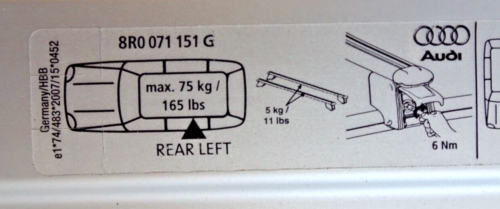 8R0 071 151 G
Germany/HBB
e1*74/483*2007/15*0452
max. 75 kg /
165 lbs
REAR LEFT
5 kg /
11 lbs
Audi
6 Nm